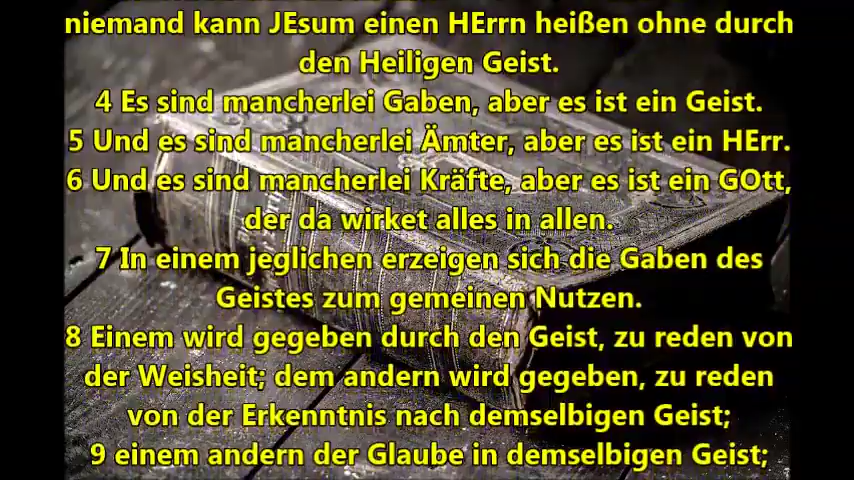 niemand kann JEsum einen HErrn heißen ohne durch
den Heiligen Geist.
4 Es sind mancherlei Gaben, aber es ist ein Geist.
5 Und es sind mancherlei Ämter, aber es ist ein HErr.
6 Und es sind mancherlei Kräfte, aber es ist ein GOtt,
der da wirket alles in allen.
7 In einem jeglichen erzeigen sich die Gaben des
Geistes zum gemeinen Nutzen.
8 Einem wird gegeben durch den Geist, zu reden von
der Weisheit; dem andern wird gegeben, zu reden
von der Erkenntnis nach demselbigen Geist;
9 einem andern der Glaube in demselbigen Geist;